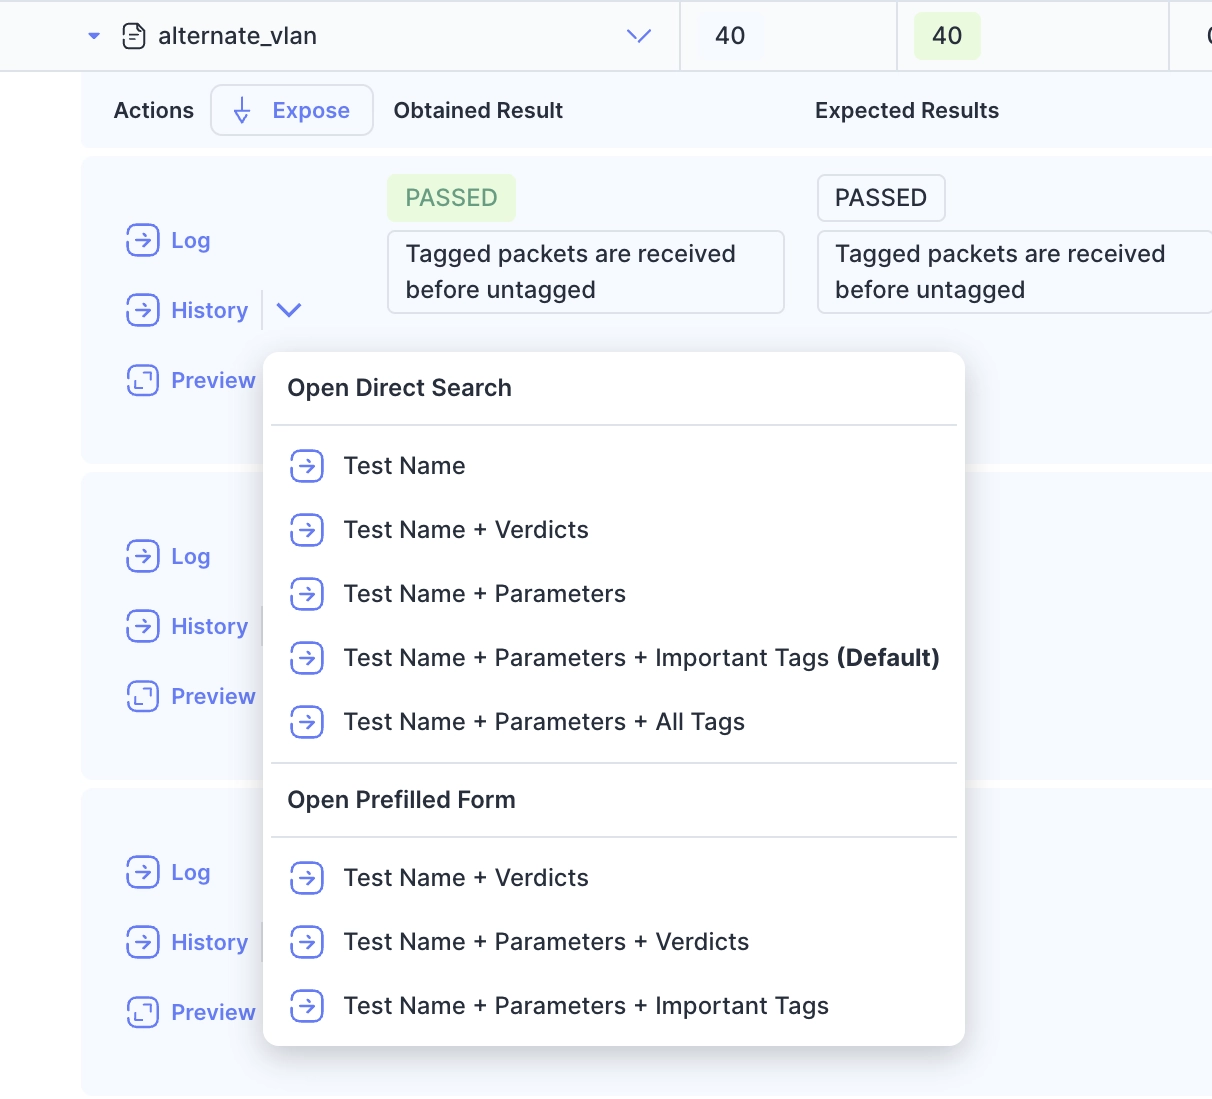 alternate_vlan
40
40
Actions
Expose
Obtained Result
Expected Results
PASSED
PASSED
Tagged packets are received
before untagged
Tagged packets are received
before untagged
Log
History
Preview
Open Direct Search
Test Name
Test Name + Verdicts
Test Name + Parameters
Test Name + Parameters + Important Tags (Default)
Test Name + Parameters + All Tags
Open Prefilled Form
Test Name + Verdicts
Test Name + Parameters + Verdicts
Test Name + Parameters + Important Tags
Log
History
Preview
Log
History
Preview